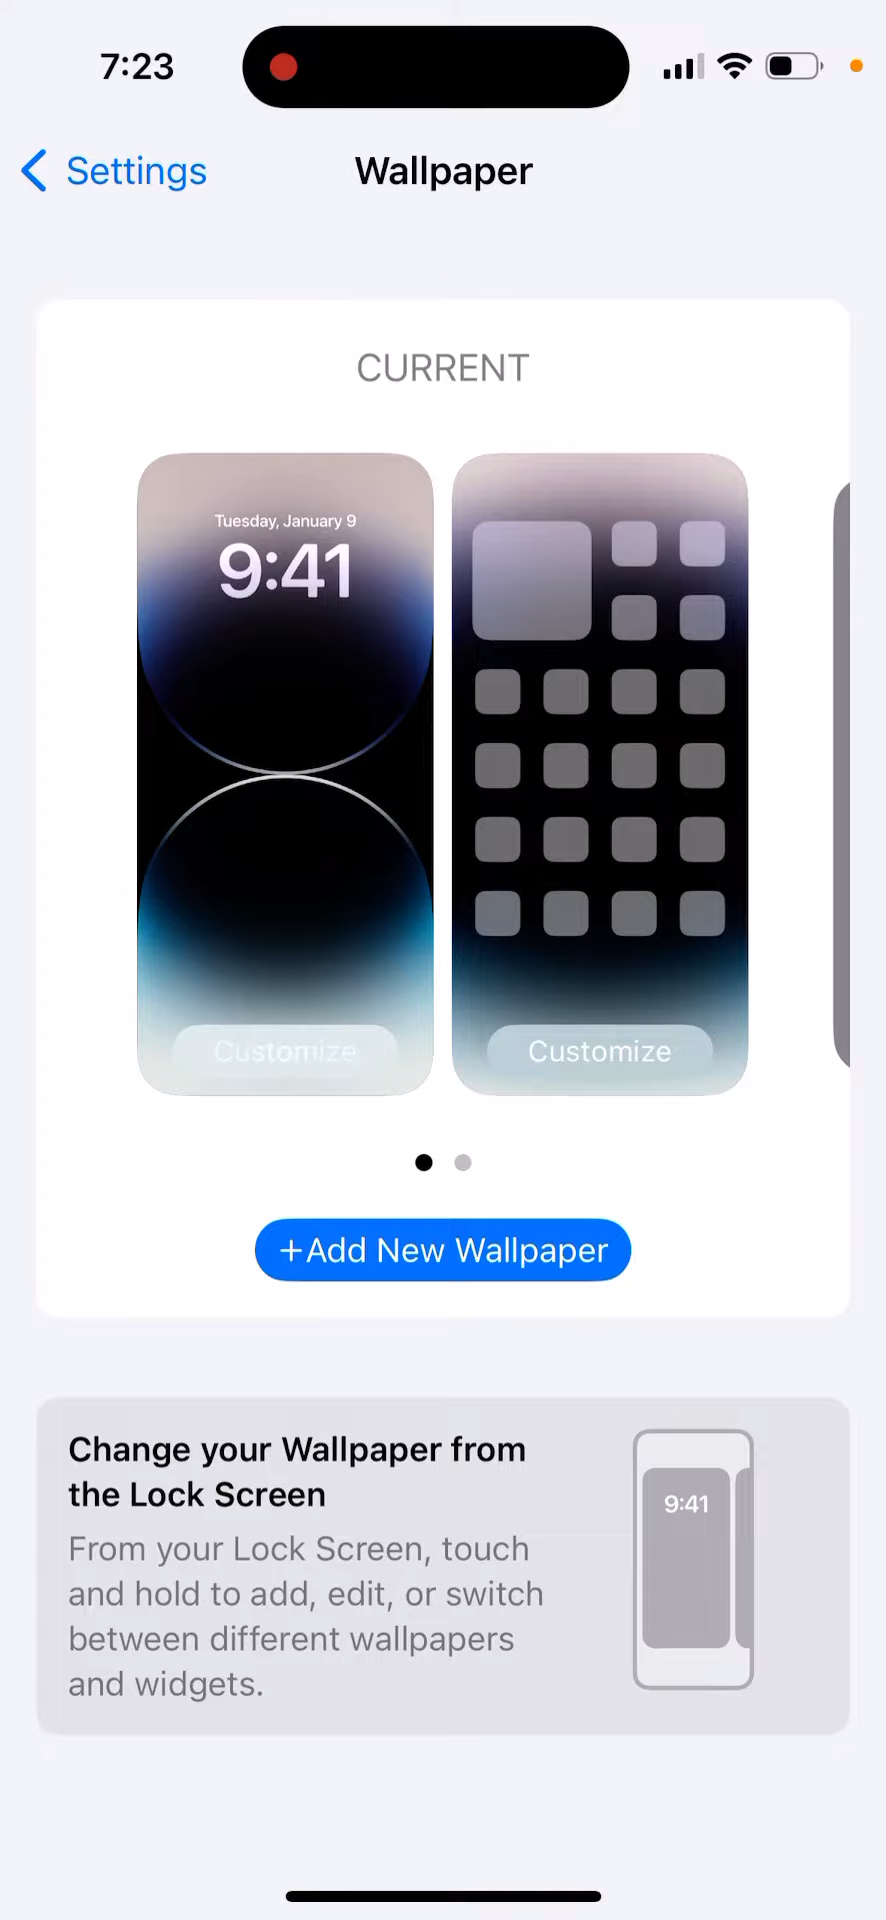 7:23
Settings
Wallpaper
CURRENT
Tuesday, January 9
9:41
Customize
Customize
+Add New Wallpaper
Change your Wallpaper from
the Lock Screen
9:41
From your Lock Screen, touch
and hold to add, edit, or switch
between different wallpapers
and widgets.